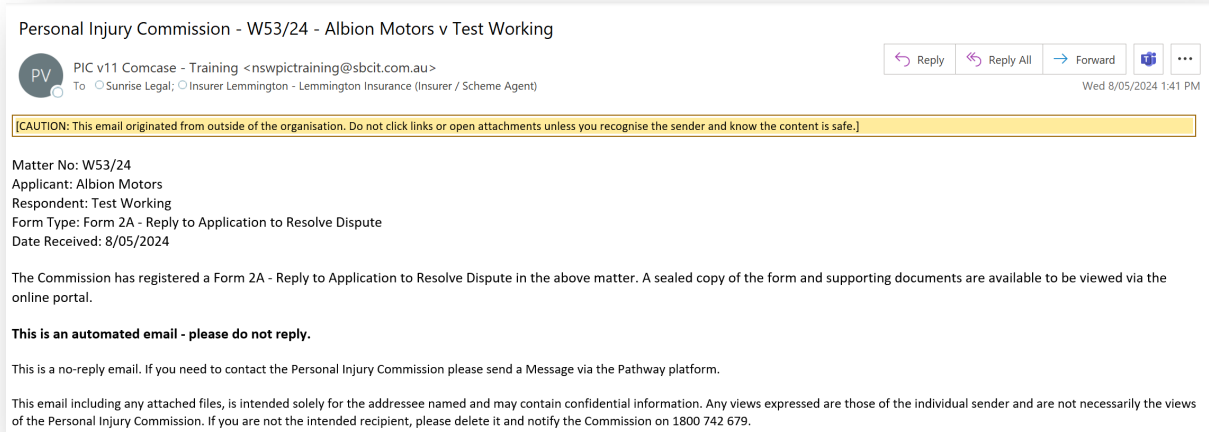 Personal Injury Commission - W53/24 - Albion Motors v Test Working
PV
PIC v11 Comcase - Training <nswpictraining@sbcit.com.au>
To Sunrise Legal; Insurer Lemmington - Lemmington Insurance (Insurer / Scheme Agent)
Reply
Reply All
Forward
Wed 8/05/2024 1:41 PM
[CAUTION: This email originated from outside of the organisation. Do not click links or open attachments unless you recognise the sender and know the content is safe.]
Matter No: W53/24
Applicant: Albion Motors
Respondent: Test Working
Form Type: Form 2A - Reply to Application to Resolve Dispute
Date Received: 8/05/2024
The Commission has registered a Form 2A - Reply to Application to Resolve Dispute in the above matter. A sealed copy of the form and supporting documents are available to be viewed via the
online portal.
This is an automated email - please do not reply.
This is a no-reply email. If you need to contact the Personal Injury Commission please send a Message via the Pathway platform.
This email including any attached files, is intended solely for the addressee named and may contain confidential information. Any views expressed are those of the individual sender and are not necessarily the views
of the Personal Injury Commission. If you are not the intended recipient, please delete it and notify the Commission on 1800 742 679.